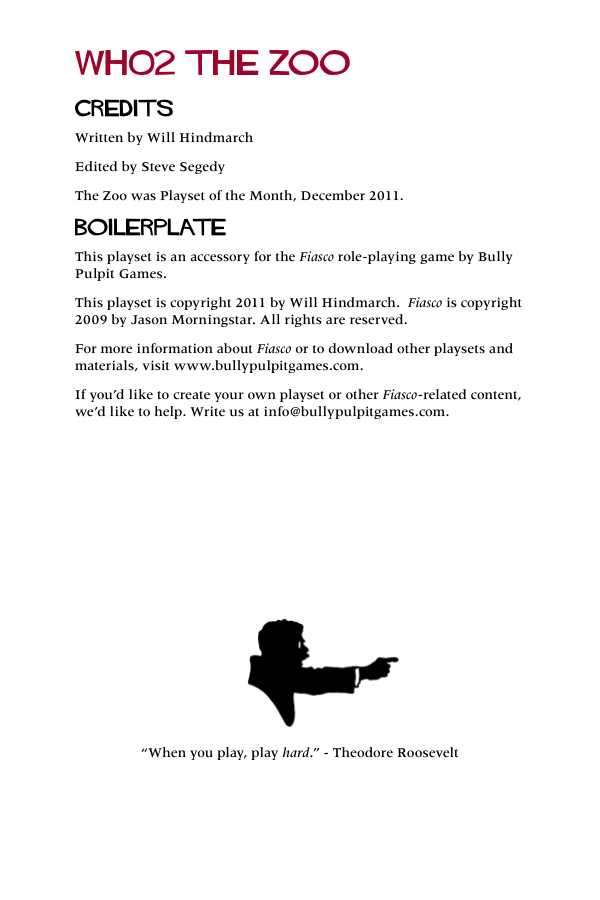 WHO2 THE ZOO
CREDITS
Written by Will Hindmarch
Edited by Steve Segedy
The Zoo was Playset of the Month, December 2011.
BOILERPLATE
This playset is an accessory for the Fiasco role-playing game by Bully
Pulpit Games.
This playset is copyright 2011 by Will Hindmarch.  Fiasco is copyright
2009 by Jason Morningstar. All rights are reserved.
For more information about Fiasco or to download other playsets and
materials, visit www.bullypulpitgames.com.
If you’d like to create your own playset or other Fiasco-related content,
we’d like to help. Write us at info@bullypulpitgames.com.
“When you play, play hard.” - Theodore Roosevelt